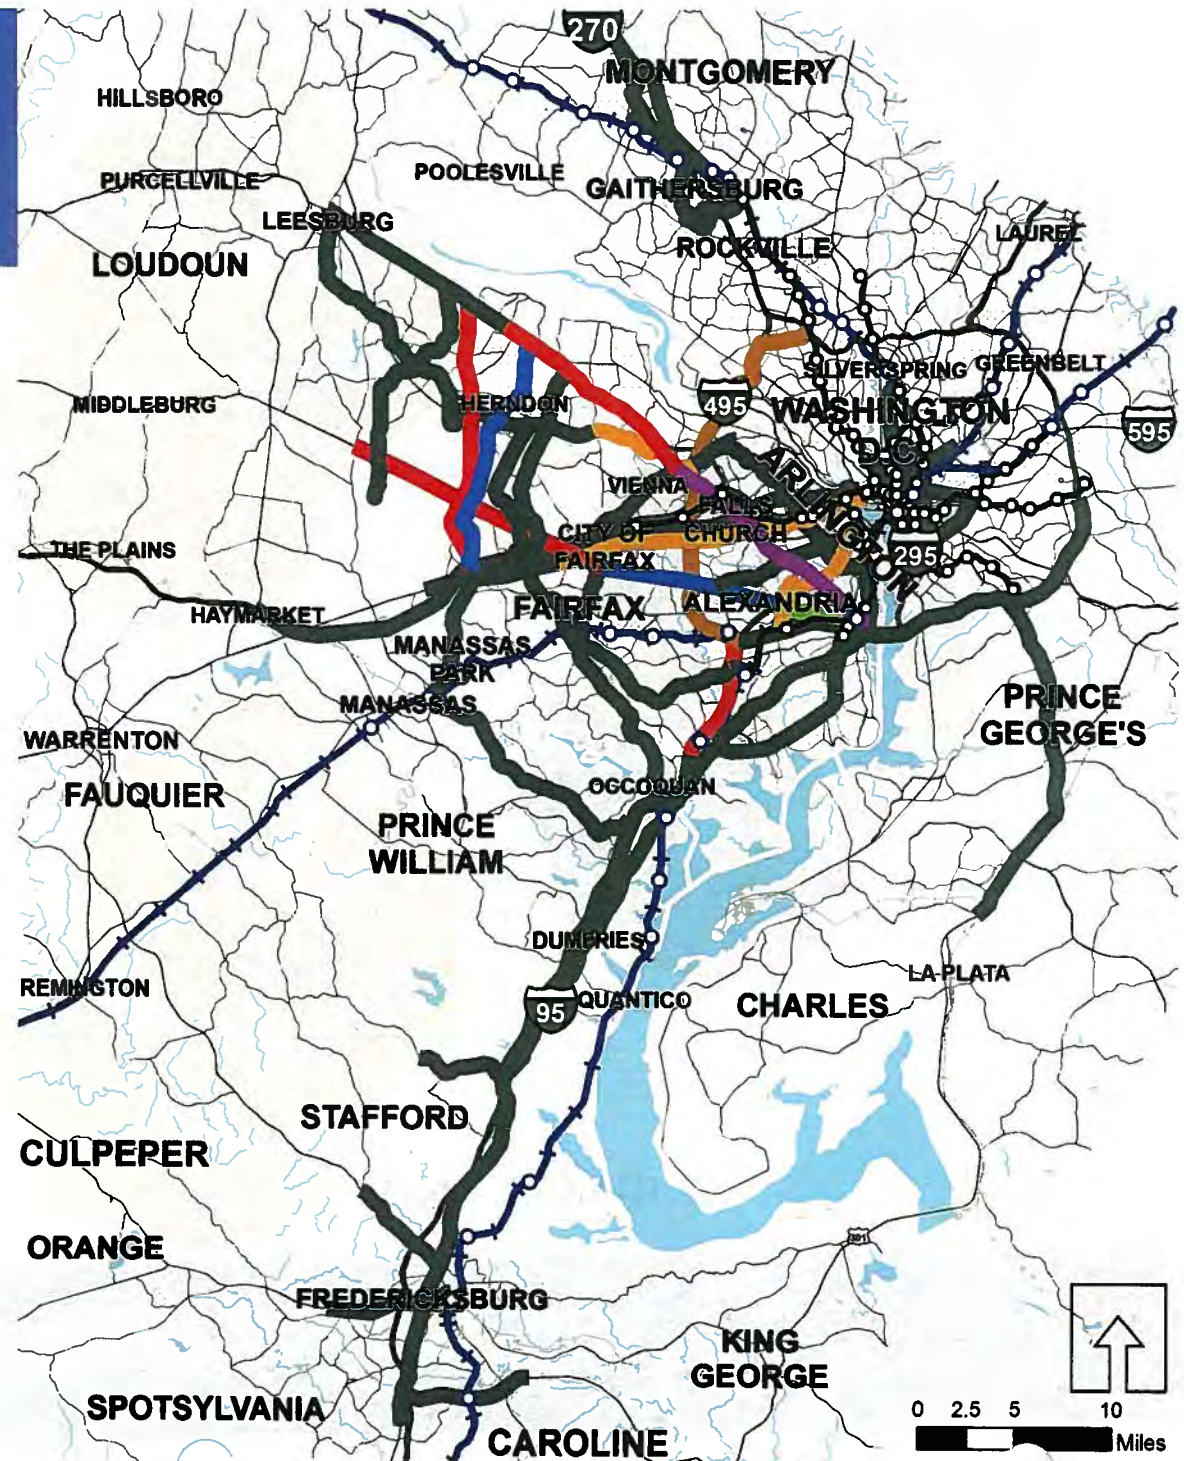 270
MONTGOMERY
HILLSBORO
POOLESVILLE
PURCELLVILLE
GAITHERSBURG
LEESBURG
LAUREL
ROCKVILLE
LOUDOUN
SILVER SPRING
GREENBELT
MIDDLEBURG
HERNDON
495
WASHINGTON
595
D.C.
ARLINGTON
VIENNA
FALLS
CHURCH
CITY OF
FAIRFAX
THE PLAINS
295
HAYMARKET
FAIRFAX
ALEXANDRIA
MANASSAS
PARK
MANASSAS
PRINCE
GEORGE'S
WARRENTON
FAUQUIER
OCCOQUAN
PRINCE
WILLIAM
DUMFRIES
REMINGTON
QUANTICO
LA PLATA
95
CHARLES
STAFFORD
CULPEPER
ORANGE
301
FREDERICKSBURG
KING
GEORGE
SPOTSYLVANIA
CAROLINE
0 2.5 5 10
Miles